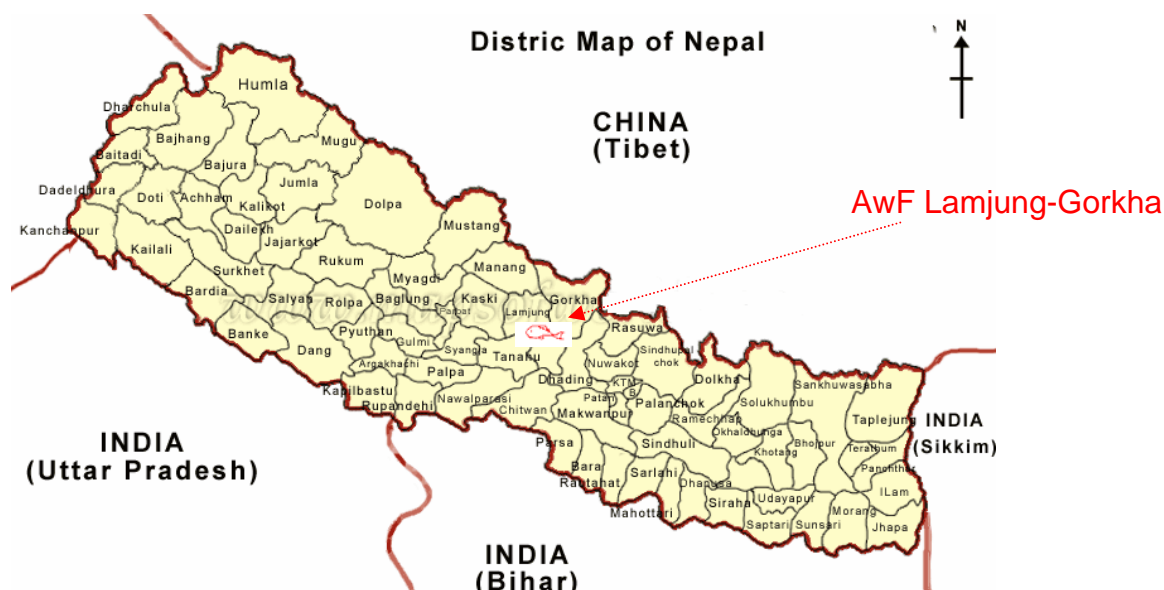 Distric Map of Nepal
N
CHINA
(Tibet)
AwF Lamjung-Gorkha
Humla
Dharchula
Bajhang
Mugu
Baitadi
Bajura
Jumla
Dadeldhura
Doti
Achham
Kalikot
Dolpa
Kanchanpur
Dailekh
Jajarkot
Mustang
Kailali
Rukum
Manang
Surkhet
Myagdi
Bardia
Salyan
Rolpa
Baglung
Kaski
Gorkha
Parbat
Lamjung
Banke
Pyuthan
Gulmi
Syangla
Tanahu
Rasuwa
Dang
Argakhachi
Palpa
Nuwakot
Sindhupal
chok
Dolkha
Kapilbastu
Rupandehi
Nawalparasi
Dhading
KTM
B
Patan
Sankhuwasabha
Chitwan
Makwanpur
Palanchok
Solukhumbu
Ramechhap
Taplejung
INDIA
(Sikkim)
Okhaldhunga
Parsa
Sindhuli
Khotang
Bhojpur
Terathum
Panchthar
INDIA
(Uttar Pradesh)
Bara
Rautahat
Sarlahi
Dhanusa
Siraha
Udayapur
ILam
Mahottari
Saptari
Sunsari
Morang
Jhapa
INDIA
(Bihar)